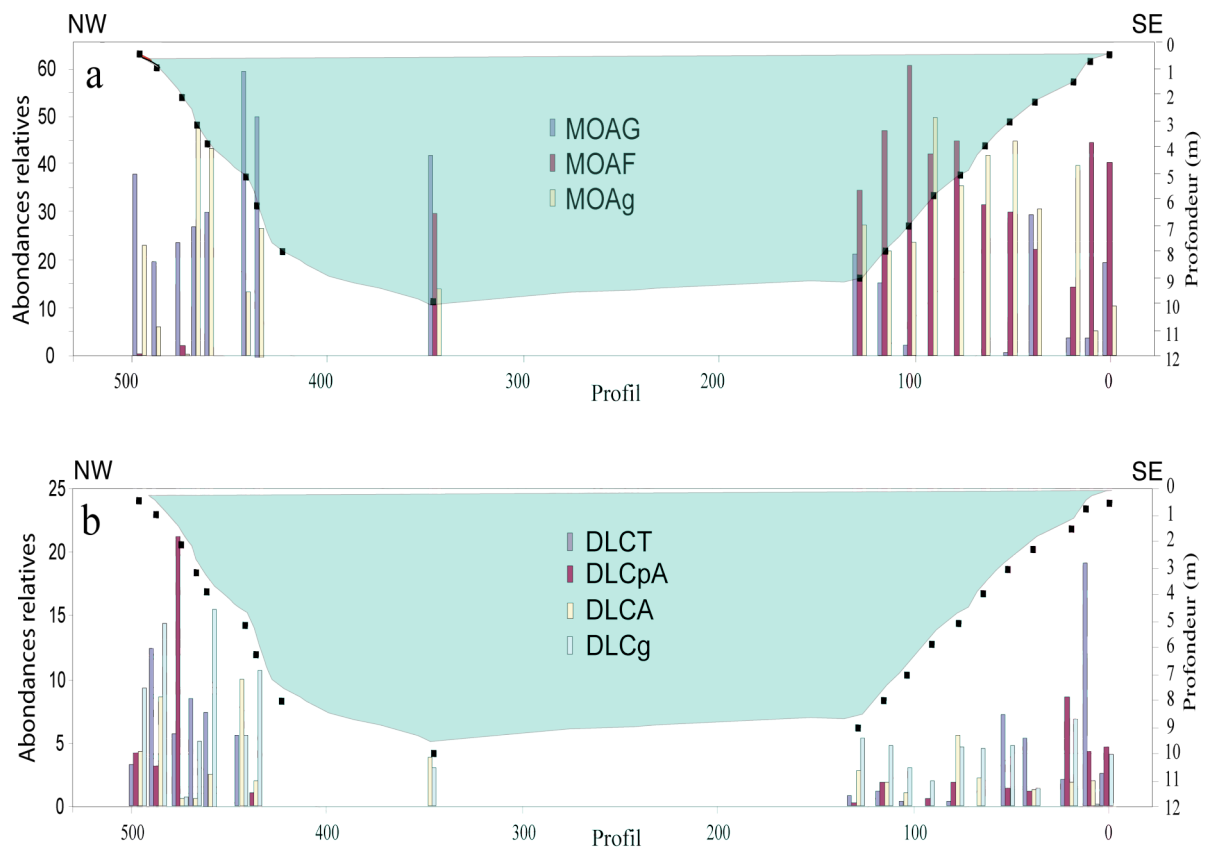 NW
SE
a
Abondances relatives
60
50
40
30
20
10
0
MOAG
MOAF
MOAg
0
1
2
3
4
5
6
7
8
9
10
11
12
Profondeur (m)
500
400
300
200
100
0
Profil
NW
SE
b
Abondances relatives
25
20
15
10
5
0
DLCT
DLCpA
DLCA
DLCg
0
1
2
3
4
5
6
7
8
9
10
11
12
Profondeur (m)
500
400
300
200
100
0
Profil